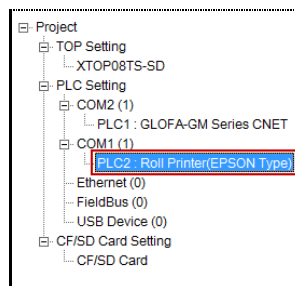 Project
TOP Setting
XTOP08TS-SD
PLC Setting
COM2 (1)
PLC1 : GLOFA-GM Series CNET
COM1 (1)
PLC2 : Roll Printer(EPSON Type)
Ethernet (0)
FieldBus (0)
USB Device (0)
CF/SD Card Setting
CF/SD Card